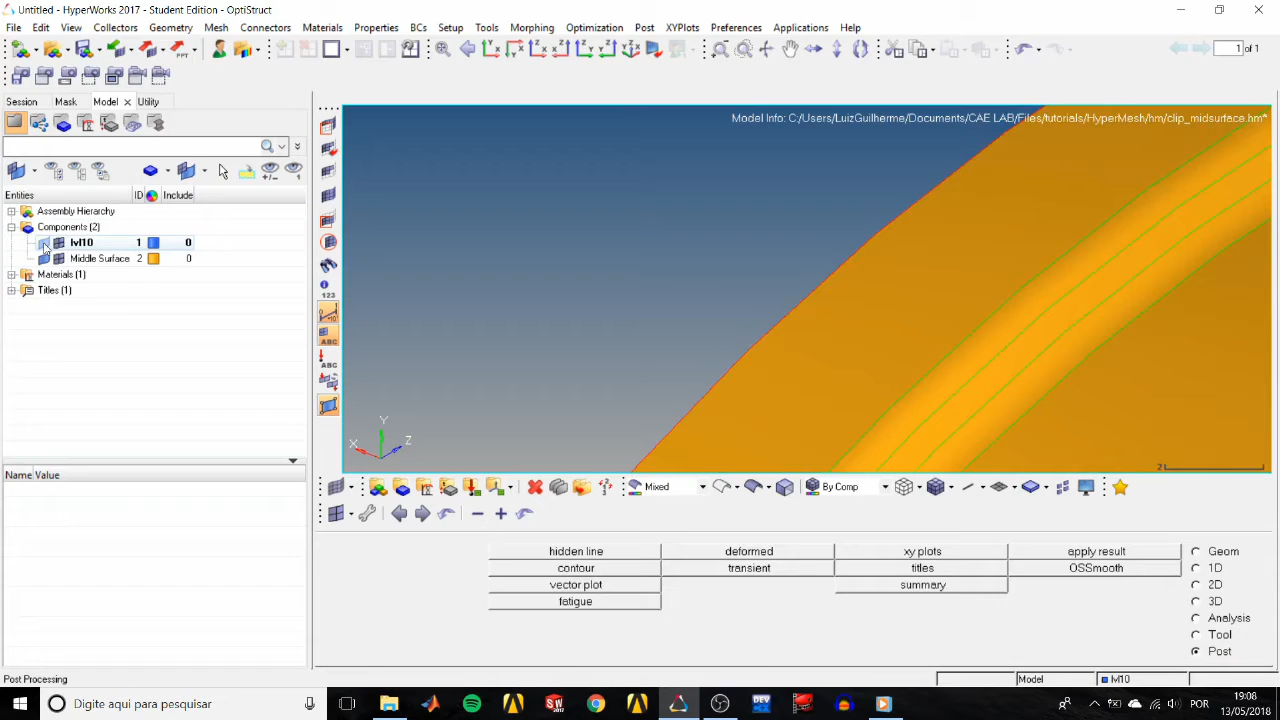 Untitled - HyperWorks 2017 - Student Edition - OptiStruct
File Edit View Collectors Geometry Mesh Connectors Materials Properties BCs Setup Tools Morphing Optimization Post XYPlots Preferences Applications Help
1 of 1
Session Mask Model Utility
Entities ID Include
Assembly Hierarchy
Components (2)
lvl10 1 0
Middle Surface 2 0
Materials (1)
Titles (1)
Name Value
123
ABC
ABC
Model Info: C:/Users/LuizGuilherme/Documents/CAE LAB/Files/tutorials/HyperMesh/hm/clip_midsurface.hm*
Y
X
Z
2
Mixed By Comp
hidden line deformed xy plots apply result Geom
contour transient titles OSSmooth 1D
vector plot summary 2D
fatigue 3D
Analysis
Tool
Post
Post Processing Model lvl10
Digite aqui para pesquisar
POR
19:08
13/05/2018